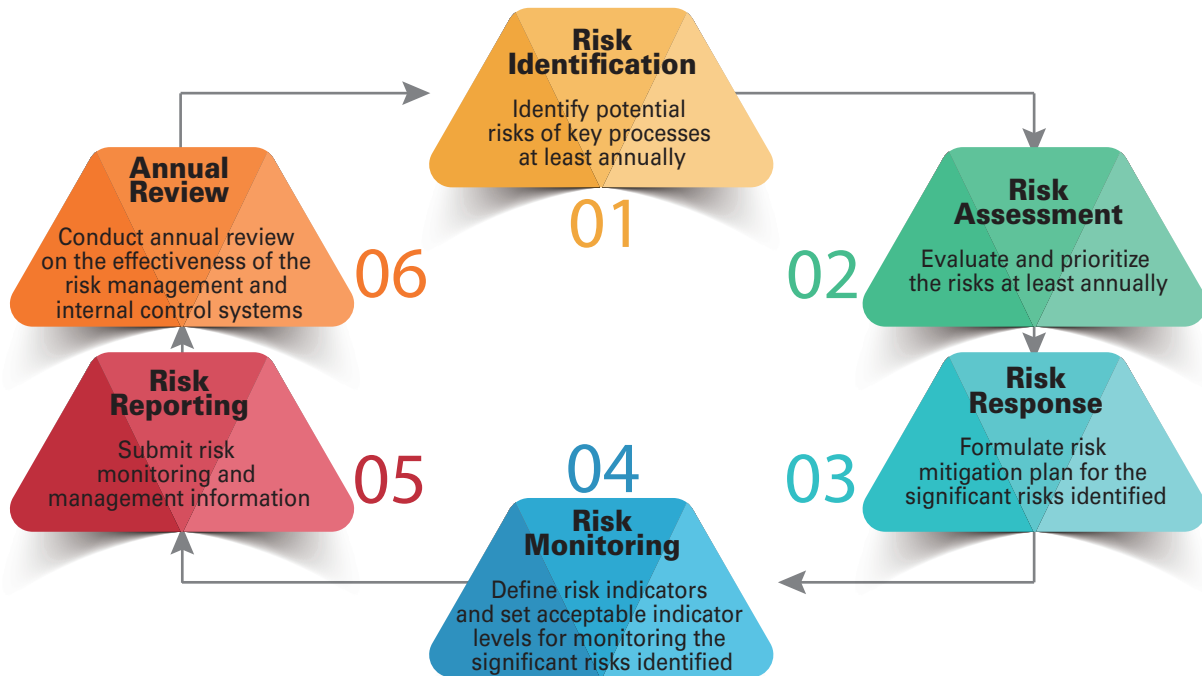 Risk
Identification
Identify potential
risks of key processes
at least annually
01
Risk
Assessment
Evaluate and prioritize
the risks at least annually
02
Risk
Response
Formulate risk
mitigation plan for the
significant risks identified
03
04
Risk
Monitoring
Define risk indicators
and set acceptable indicator
levels for monitoring the
significant risks identified
Risk
Reporting
Submit risk
monitoring and
management information
05
Annual
Review
Conduct annual review
on the effectiveness of the
risk management and
internal control systems
06